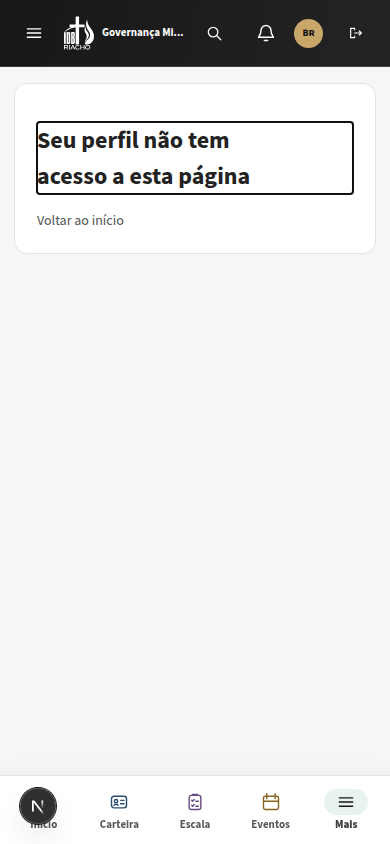 IDB
RIACHO
Governança Mi...
BR
Seu perfil não tem
acesso a esta página
Voltar ao início
N
Início
Carteira
Escala
Eventos
Mais